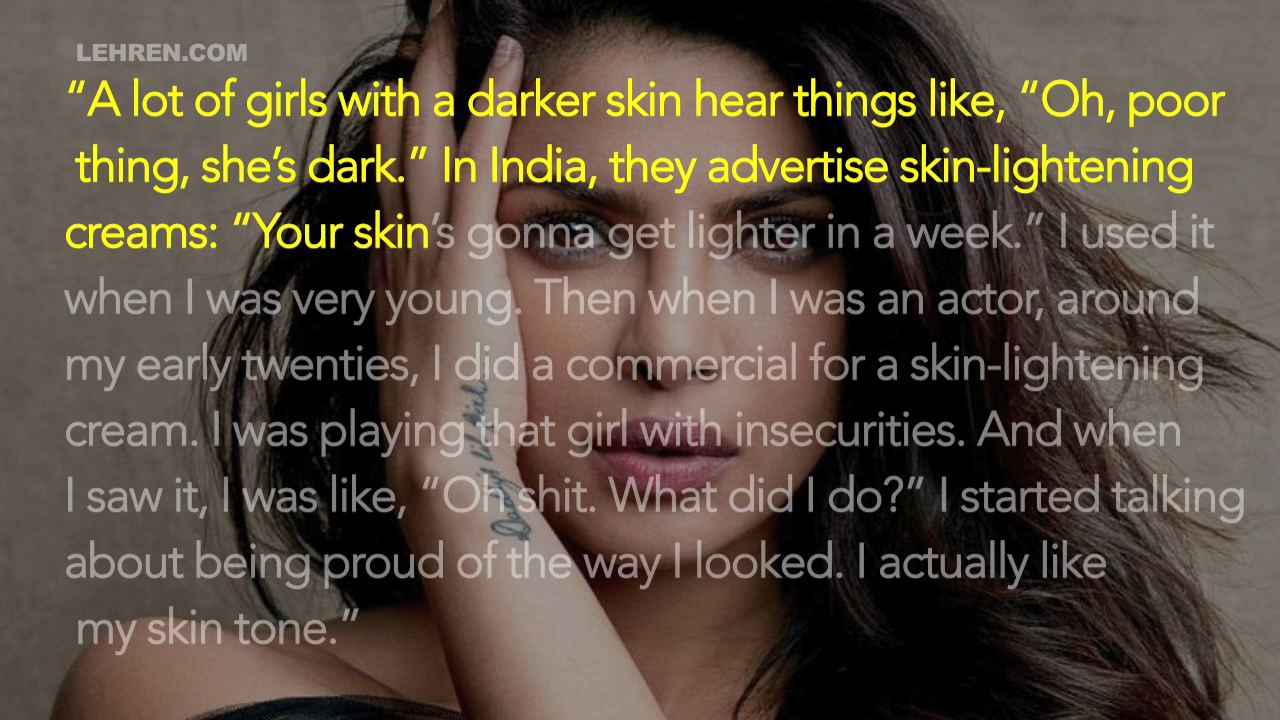 LEHREN.COM
“A lot of girls with a darker skin hear things like, “Oh, poor
thing, she’s dark.” In India, they advertise skin-lightening
creams: “Your skin’s gonna get lighter in a week.” I used it
when I was very young. Then when I was an actor, around
my early twenties, I did a commercial for a skin-lightening
cream. I was playing that girl with insecurities. And when
I saw it, I was like, “Oh shit. What did I do?” I started talking
about being proud of the way I looked. I actually like
my skin tone.”